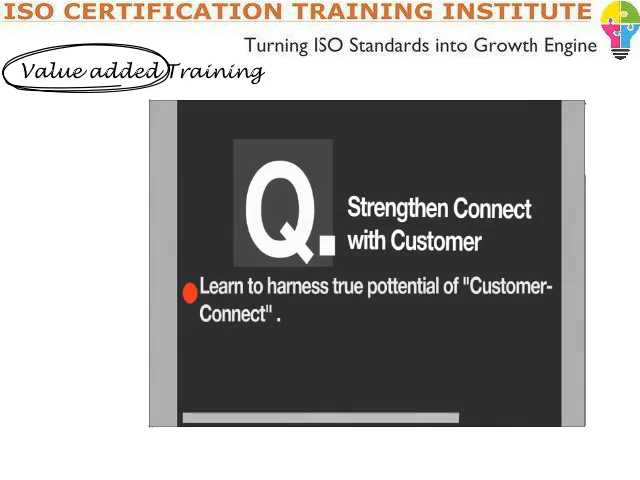 ISO CERTIFICATION TRAINING INSTITUTE
Turning ISO Standards into Growth Engine
Value added Training
Q.
Strengthen Connect
with Customer
Learn to harness true pottential of "Customer-
Connect" .